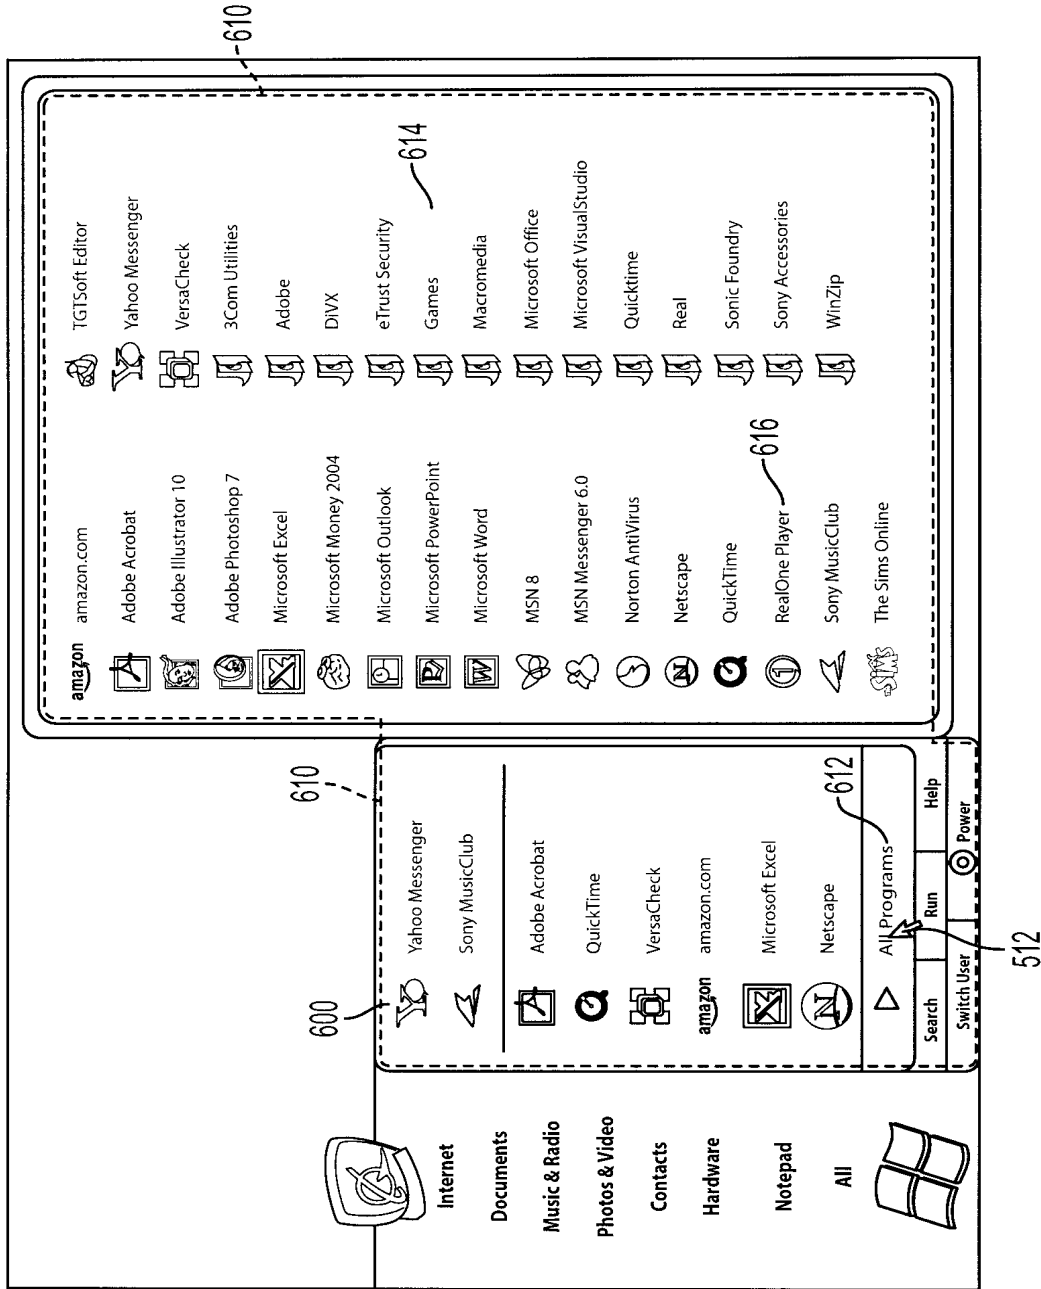 Internet
Documents
Music & Radio
Photos & Video
Contacts
Hardware
Notepad
All
600
610
Yahoo Messenger
Sony MusicClub
Adobe Acrobat
QuickTime
VersaCheck
amazon
amazon.com
Microsoft Excel
N
Netscape
All Programs
612
Search
Run
Help
Switch User
Power
512
610
amazon
amazon.com
Adobe Acrobat
Adobe Illustrator 10
Adobe Photoshop 7
Microsoft Excel
Microsoft Money 2004
Microsoft Outlook
P
Microsoft PowerPoint
W
Microsoft Word
MSN 8
MSN Messenger 6.0
Norton AntiVirus
N
Netscape
QuickTime
1
RealOne Player
616
Sony MusicClub
The Sims Online
TGTSoft Editor
Yahoo Messenger
VersaCheck
3Com Utilities
Adobe
DiVX
eTrust Security
Games
614
Macromedia
Microsoft Office
Microsoft VisualStudio
Quicktime
Real
Sonic Foundry
Sony Accessories
WinZip